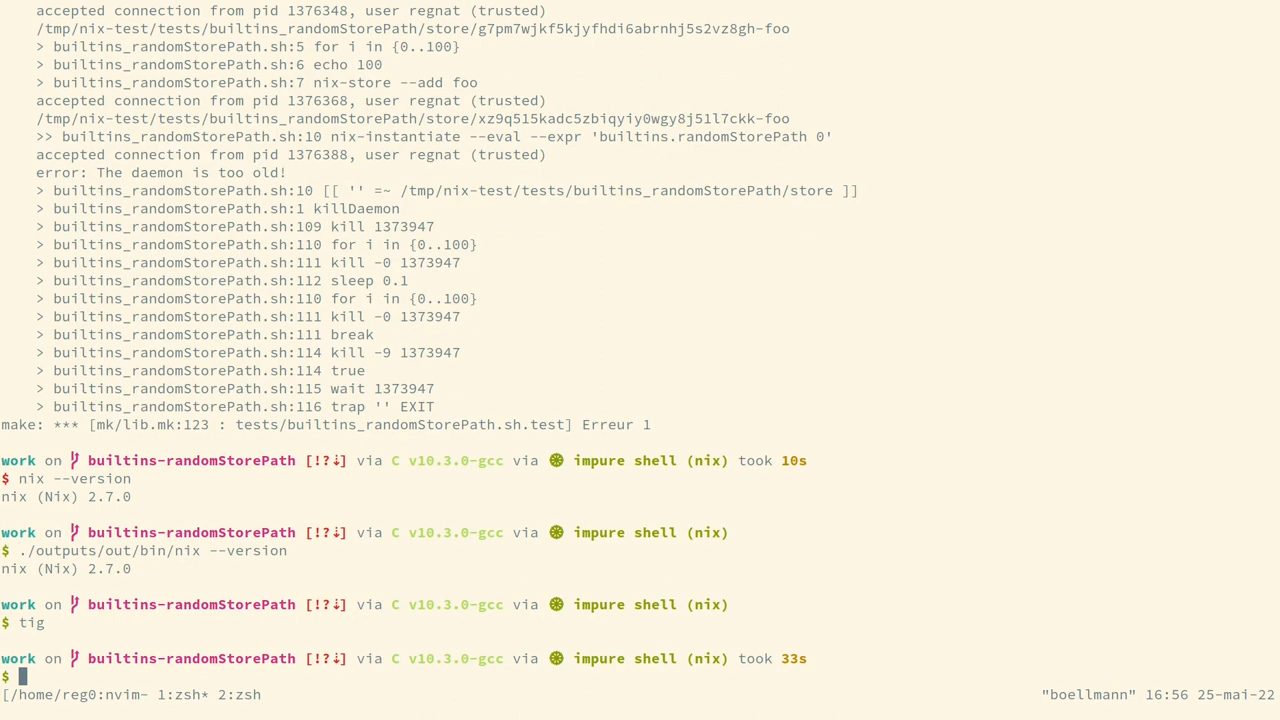 accepted connection from pid 1376348, user regnat (trusted)
/tmp/nix-test/tests/builtins_randomStorePath/store/g7pm7wjkf5kjyfhdi6abrnhj5s2vz8gh-foo
> builtins_randomStorePath.sh:5 for i in {0..100}
> builtins_randomStorePath.sh:6 echo 100
> builtins_randomStorePath.sh:7 nix-store --add foo
accepted connection from pid 1376368, user regnat (trusted)
/tmp/nix-test/tests/builtins_randomStorePath/store/xz9q515kadc5zbiqyiy0wgy8j51l7ckk-foo
>> builtins_randomStorePath.sh:10 nix-instantiate --eval --expr 'builtins.randomStorePath 0'
accepted connection from pid 1376388, user regnat (trusted)
error: The daemon is too old!
> builtins_randomStorePath.sh:10 [[ '' =~ /tmp/nix-test/tests/builtins_randomStorePath/store ]]
> builtins_randomStorePath.sh:1 killDaemon
> builtins_randomStorePath.sh:109 kill 1373947
> builtins_randomStorePath.sh:110 for i in {0..100}
> builtins_randomStorePath.sh:111 kill -0 1373947
> builtins_randomStorePath.sh:112 sleep 0.1
> builtins_randomStorePath.sh:110 for i in {0..100}
> builtins_randomStorePath.sh:111 kill -0 1373947
> builtins_randomStorePath.sh:111 break
> builtins_randomStorePath.sh:114 kill -9 1373947
> builtins_randomStorePath.sh:114 true
> builtins_randomStorePath.sh:115 wait 1373947
> builtins_randomStorePath.sh:116 trap '' EXIT
make: *** [mk/lib.mk:123 : tests/builtins_randomStorePath.sh.test] Erreur 1
work on builtins-randomStorePath [!?⇣] via C v10.3.0-gcc via impure shell (nix) took 10s
$ nix --version
nix (Nix) 2.7.0
work on builtins-randomStorePath [!?⇣] via C v10.3.0-gcc via impure shell (nix)
$ ./outputs/out/bin/nix --version
nix (Nix) 2.7.0
work on builtins-randomStorePath [!?⇣] via C v10.3.0-gcc via impure shell (nix)
$ tig
work on builtins-randomStorePath [!?⇣] via C v10.3.0-gcc via impure shell (nix) took 33s
$
[/home/reg0:nvim- 1:zsh* 2:zsh "boellmann" 16:56 25-mai-22